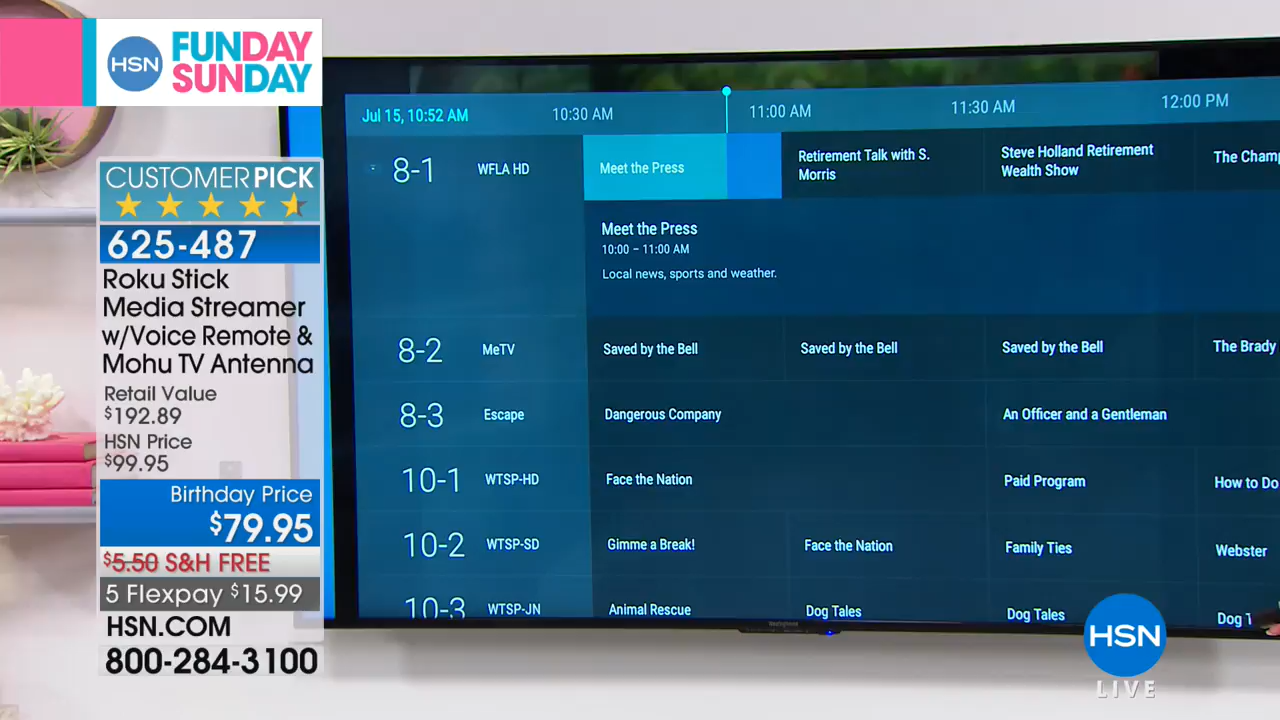 HSN
FUNDAY
SUNDAY
CUSTOMER PICK
625-487
Roku Stick
Media Streamer
w/Voice Remote &
Mohu TV Antenna
Retail Value
$192.89
HSN Price
$99.95
Birthday Price
$79.95
$5.50 S&H FREE
5 Flexpay $15.99
HSN.COM
800-284-3100
Jul 15, 10:52 AM 10:30 AM 11:00 AM 11:30 AM 12:00 PM
8-1 WFLA HD Meet the Press Retirement Talk with S. Morris Steve Holland Retirement Wealth Show The Champ
Meet the Press
10:00 – 11:00 AM
Local news, sports and weather.
8-2 MeTV Saved by the Bell Saved by the Bell Saved by the Bell The Brady
8-3 Escape Dangerous Company An Officer and a Gentleman
10-1 WTSP-HD Face the Nation Paid Program How to Do
10-2 WTSP-SD Gimme a Break! Face the Nation Family Ties Webster
10-3 WTSP-JN Animal Rescue Dog Tales Dog Tales Dog T
Westinghouse
HSN
LIVE